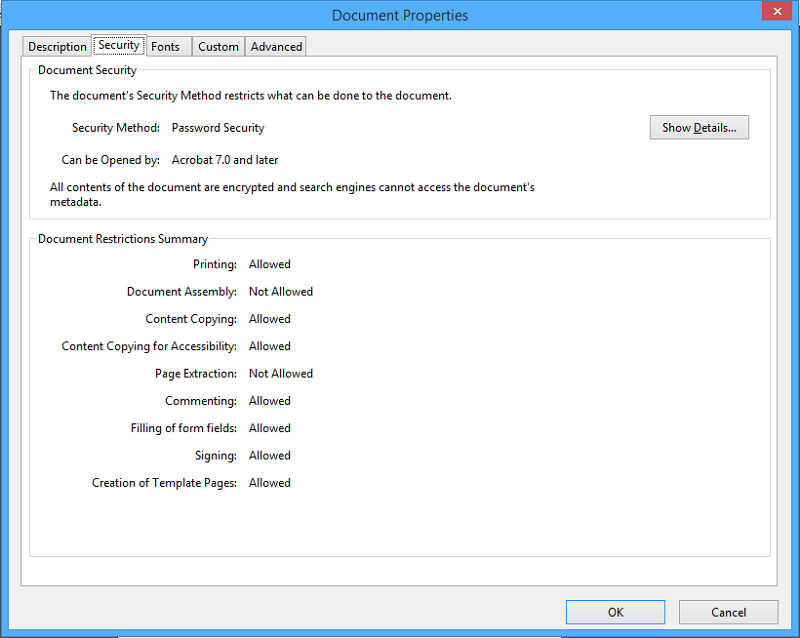 Document Properties
Description Security Fonts Custom Advanced
Document Security
The document's Security Method restricts what can be done to the document.
Security Method: Password Security
Show Details...
Can be Opened by: Acrobat 7.0 and later
All contents of the document are encrypted and search engines cannot access the document's
metadata.
Document Restrictions Summary
Printing: Allowed
Document Assembly: Not Allowed
Content Copying: Allowed
Content Copying for Accessibility: Allowed
Page Extraction: Not Allowed
Commenting: Allowed
Filling of form fields: Allowed
Signing: Allowed
Creation of Template Pages: Allowed
OK Cancel